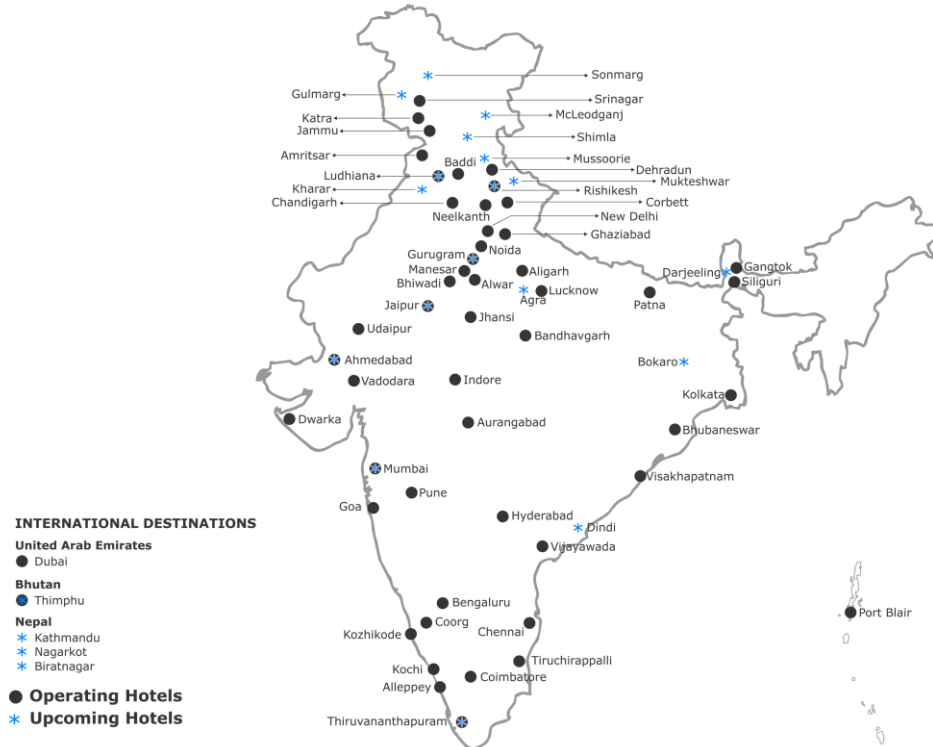 Sonmarg
Gulmarg
Srinagar
Katra
McLeodganj
Jammu
Shimla
Amritsar
Mussoorie
Baddi
Dehradun
Ludhiana
Mukteshwar
Kharar
Rishikesh
Chandigarh
Corbett
Neelkanth
New Delhi
Ghaziabad
Noida
Gurugram
Manesar
Aligarh
Darjeeling
Gangtok
Bhiwadi
Alwar
Siliguri
Lucknow
Agra
Patna
Jaipur
Jhansi
Udaipur
Bandhavgarh
Ahmedabad
Bokaro
Vadodara
Indore
Kolkata
Dwarka
Aurangabad
Bhubaneswar
Mumbai
Visakhapatnam
Pune
Goa
Hyderabad
Dindi
Vijayawada
Bengaluru
Port Blair
Coorg
Chennai
Kozhikode
Tiruchirappalli
Kochi
Coimbatore
Alleppey
Thiruvananthapuram
INTERNATIONAL DESTINATIONS
United Arab Emirates
Dubai
Bhutan
Thimphu
Nepal
Kathmandu
Nagarkot
Biratnagar
Operating Hotels
Upcoming Hotels